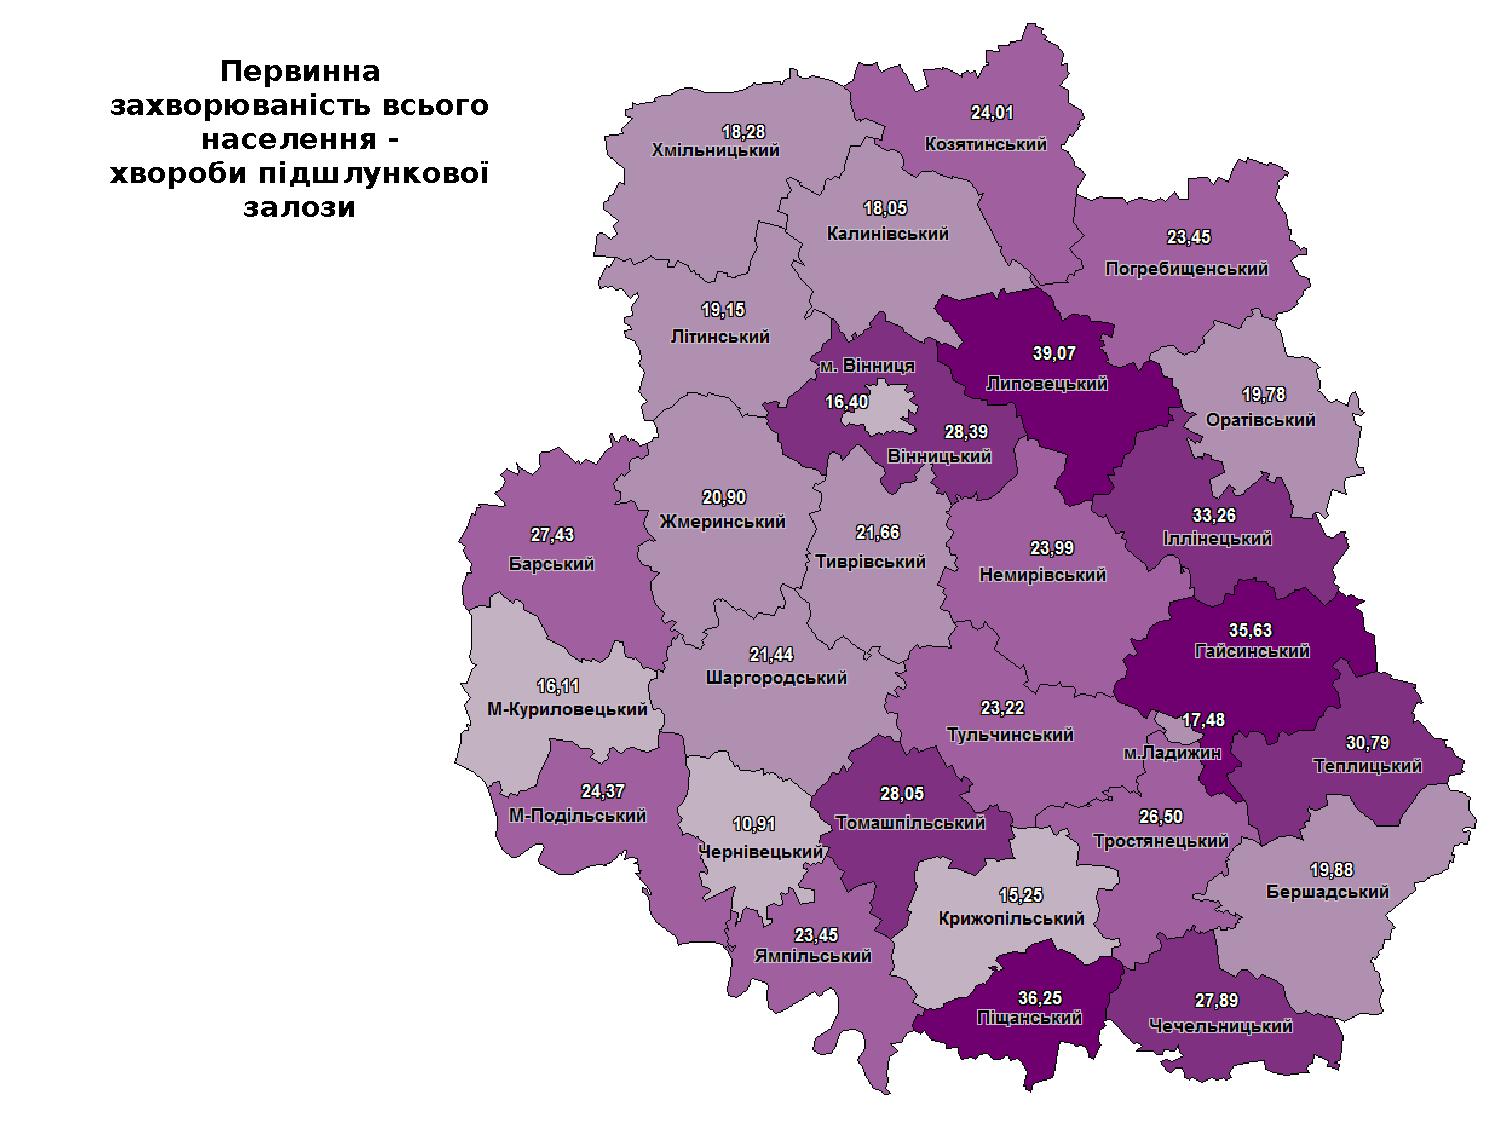 Первинна
захворюваність всього
населення -
хвороби підшлункової
залози
24,01
Козятинський
18,28
Хмільницький
18,05
Калинівський
23,45
Погребищенський
19,15
Літинський
39,07
Липовецький
м. Вінниця
16,40
19,78
Оратівський
28,39
Вінницький
20,90
Жмеринський
33,26
Іллінецький
27,43
Барський
21,66
Тиврівський
23,99
Немирівський
35,63
Гайсинський
21,44
Шаргородський
16,11
М-Куриловецький
23,22
Тульчинський
17,48
м.Ладижин
30,79
Теплицький
24,37
М-Подільський
28,05
Томашпільський
10,91
Чернівецький
26,50
Тростянецький
19,88
Бершадський
15,25
Крижопільський
23,45
Ямпільський
36,25
Піщанський
27,89
Чечельницький